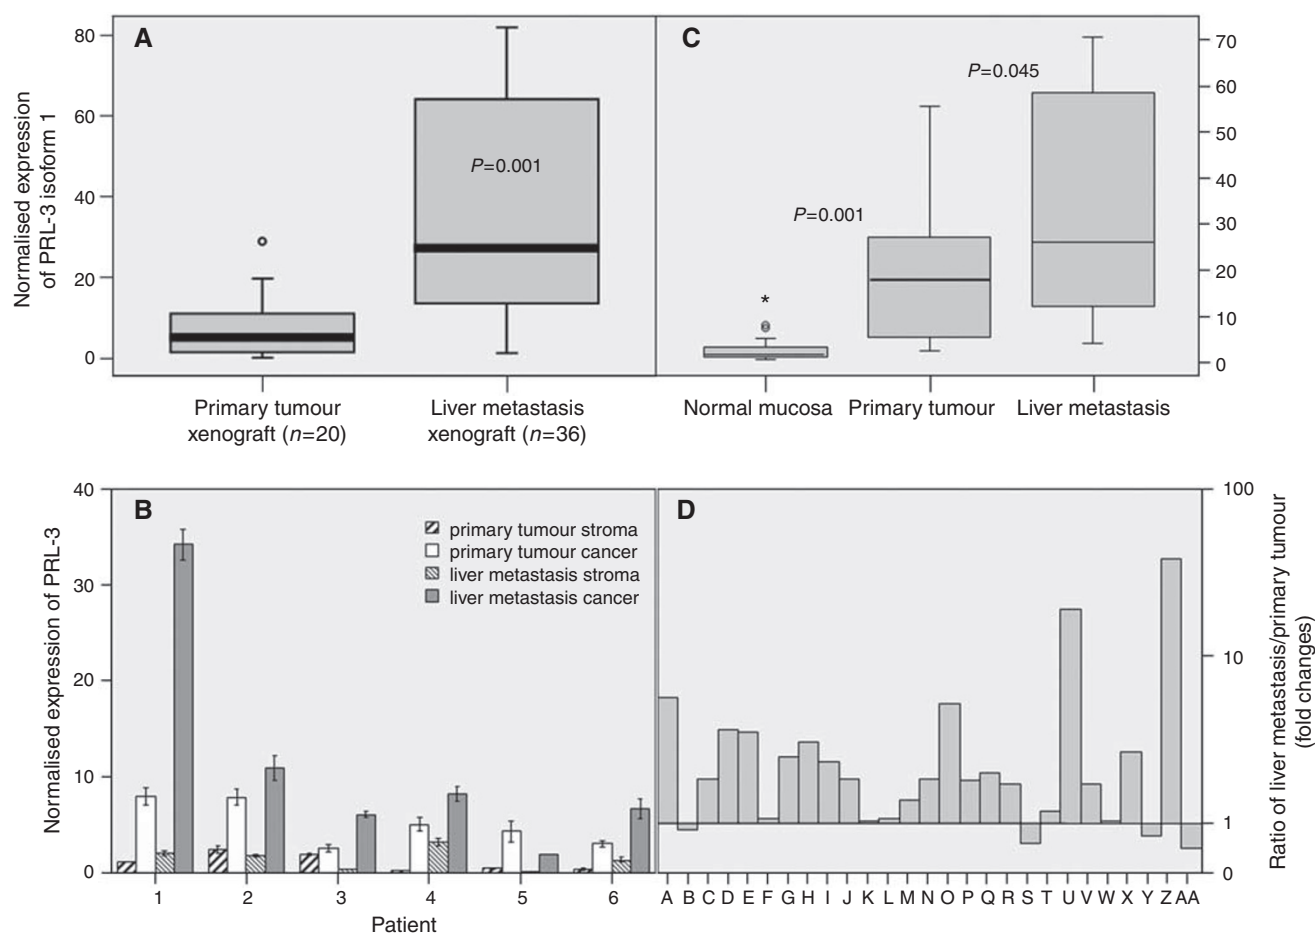 A
Normalised expression
of PRL-3 isoform 1
80
60
40
20
0
P=0.001
Primary tumour
xenograft (n=20)
Liver metastasis
xenograft (n=36)
C
P=0.045
P=0.001
*
70
60
50
40
30
20
10
0
Normal mucosa
Primary tumour
Liver metastasis
B
Normalised expression of PRL-3
40
30
20
10
0
primary tumour stroma
primary tumour cancer
liver metastasis stroma
liver metastasis cancer
1 2 3 4 5 6
Patient
D
100
10
1
0
Ratio of liver metastasis/primary tumour
(fold changes)
A B C D E F G H I J K L M N O P Q R S T U V W X Y Z AA